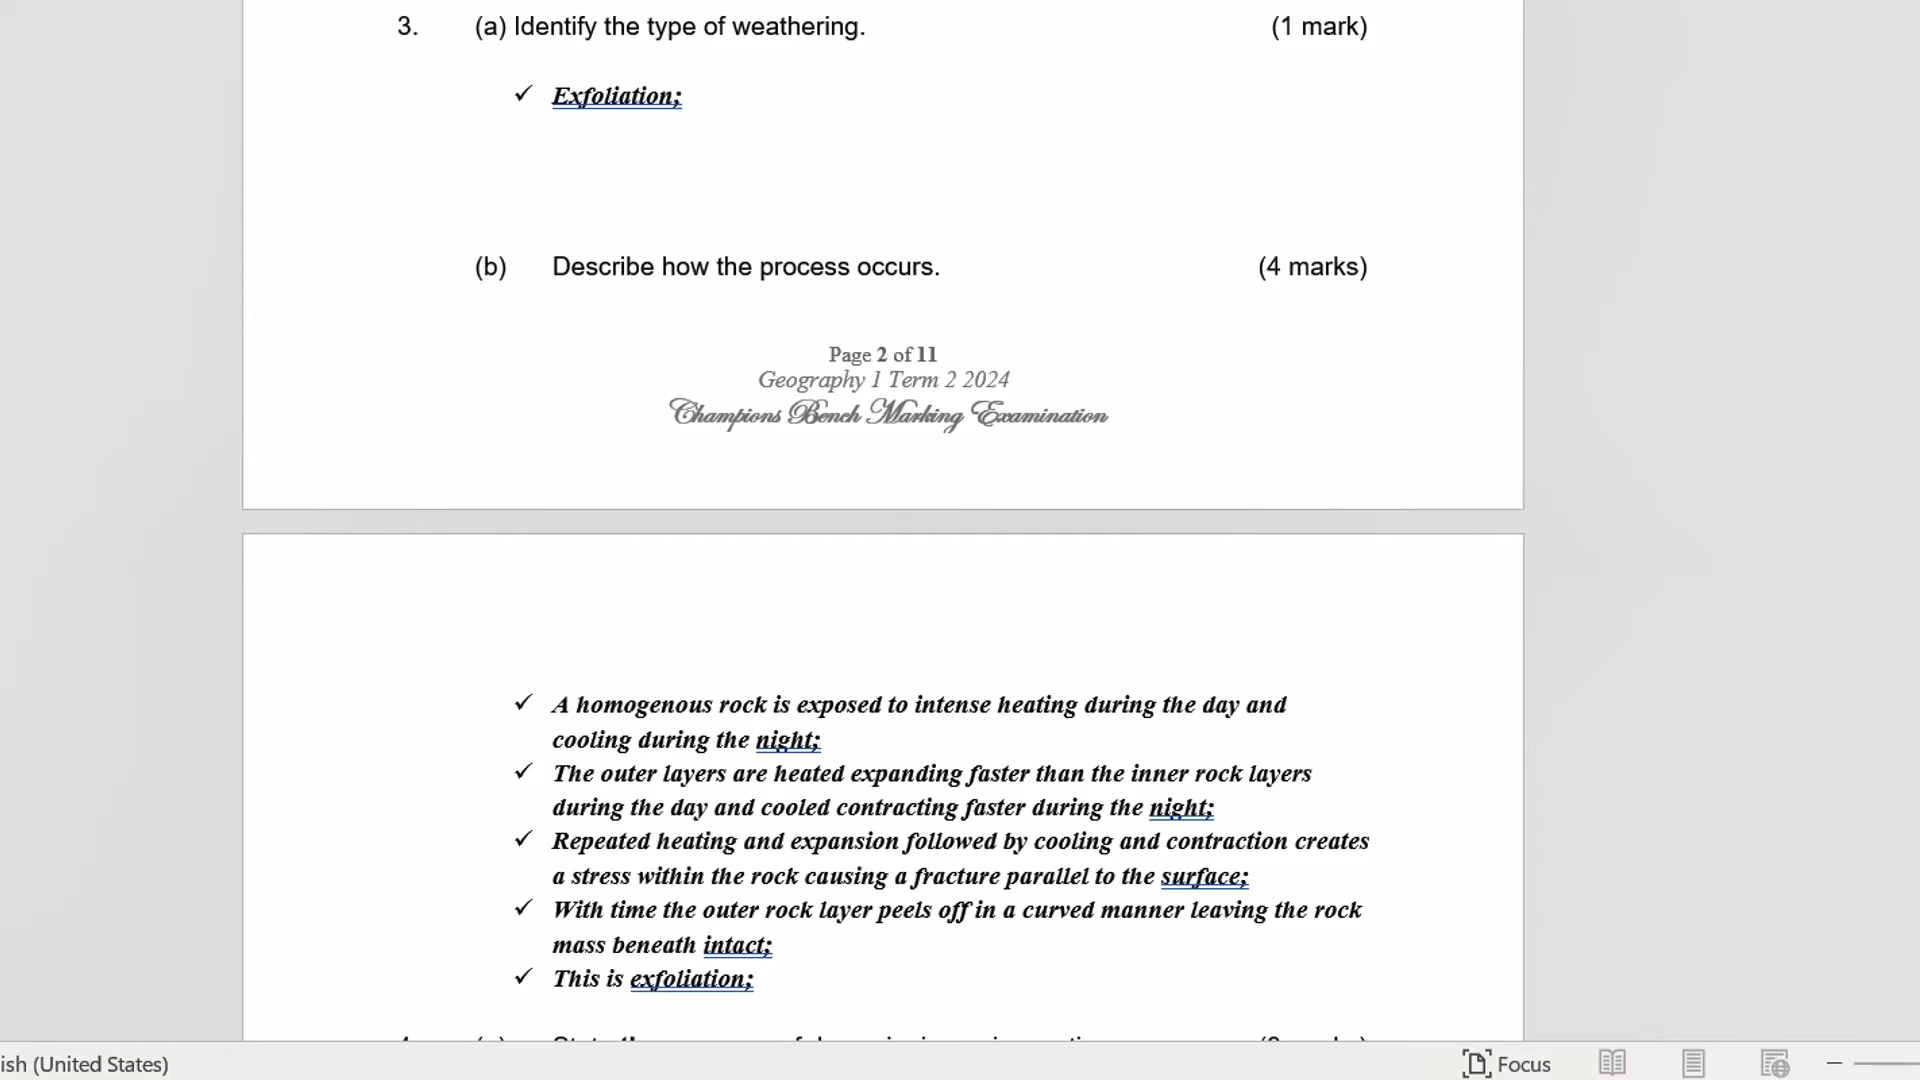 3. (a) Identify the type of weathering. (1 mark)
✓ Exfoliation;
(b) Describe how the process occurs. (4 marks)
Page 2 of 11
Geography 1 Term 2 2024
Champions Bench Marking Examination
✓ A homogenous rock is exposed to intense heating during the day and
cooling during the night;
✓ The outer layers are heated expanding faster than the inner rock layers
during the day and cooled contracting faster during the night;
✓ Repeated heating and expansion followed by cooling and contraction creates
a stress within the rock causing a fracture parallel to the surface;
✓ With time the outer rock layer peels off in a curved manner leaving the rock
mass beneath intact;
✓ This is exfoliation;
ish (United States) Focus